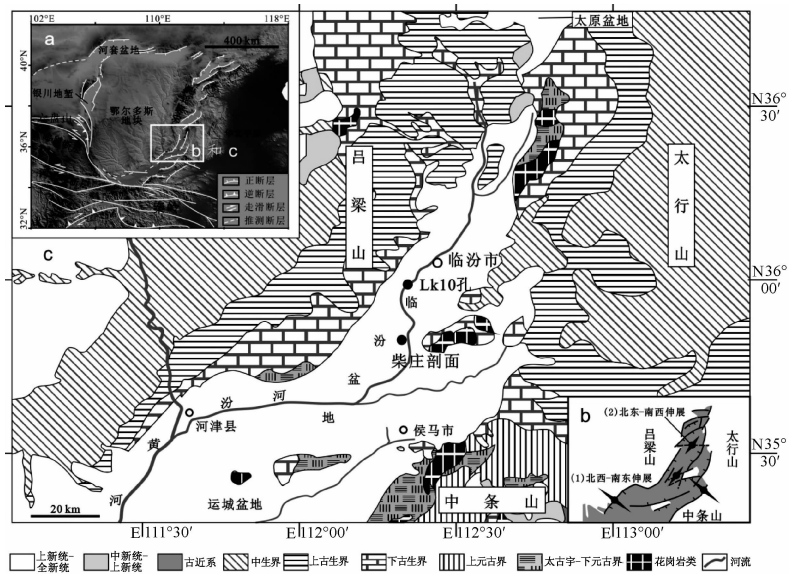 102°E
110°E
118°E
a
400 km
河套盆地
40°N
银川地堑
鄂尔多斯
地块
36°N
b 和 c
32°N
正断层
逆断层
走滑断层
推测断层
太原盆地
N36°
30′
吕梁山
太行山
c
临汾市
N36°
00′
Lk10孔
临汾盆地
柴庄剖面
汾河
河津县
黄河
侯马市
N35°
30′
运城盆地
中条山
20 km
b
(2)北东-南西伸展
吕梁山
太行山
(1)北西-南东伸展
中条山
E111°30′
E112°00′
E112°30′
E113°00′
上新统-
全新统
中新统-
上新统
古近系
中生界
上古生界
下古生界
上元古界
太古宇-下元古界
花岗岩类
河流